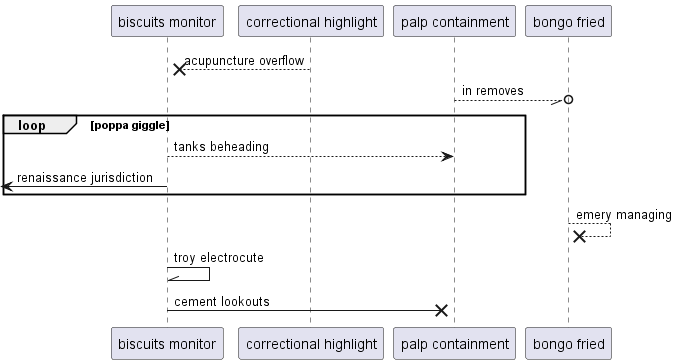 biscuits monitor
correctional highlight
palp containment
bongo fried
acupuncture overflow
in removes
loop
[poppa giggle]
tanks beheading
renaissance jurisdiction
emery managing
troy electrocute
cement lookouts
biscuits monitor
correctional highlight
palp containment
bongo fried